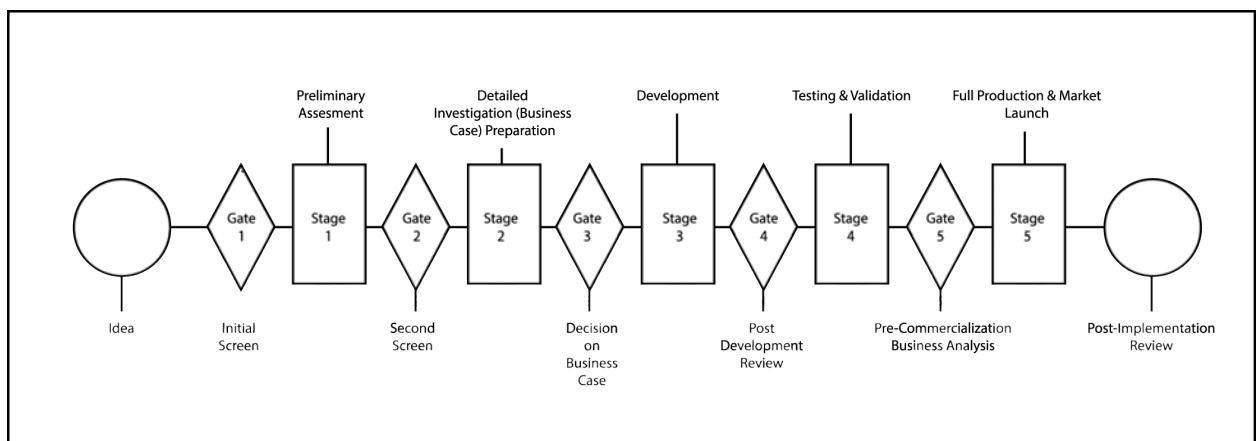 Preliminary
Assesment
Detailed
Investigation (Business
Case) Preparation
Development
Testing & Validation
Full Production & Market
Launch
Gate
1
Stage
1
Gate
2
Stage
2
Gate
3
Stage
3
Gate
4
Stage
4
Gate
5
Stage
5
Idea
Initial
Screen
Second
Screen
Decision
on
Business
Case
Post
Development
Review
Pre-Commercialization
Business Analysis
Post-Implementation
Review